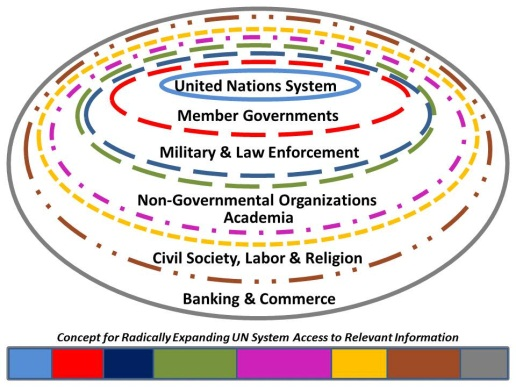 United Nations System
Member Governments
Military & Law Enforcement
Non-Governmental Organizations
Academia
Civil Society, Labor & Religion
Banking & Commerce
Concept for Radically Expanding UN System Access to Relevant Information